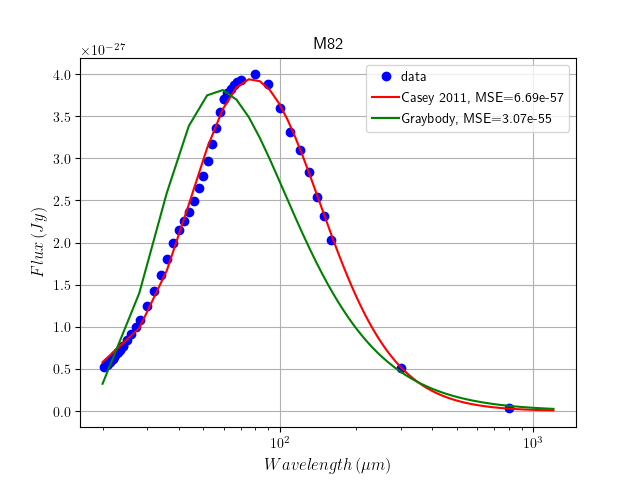 M82
×10⁻²⁷
data
Casey 2011, MSE=6.69e-57
Graybody, MSE=3.07e-55
4.0
3.5
3.0
2.5
2.0
1.5
1.0
0.5
0.0
Flux (Jy)
10² 10³
Wavelength (μm)